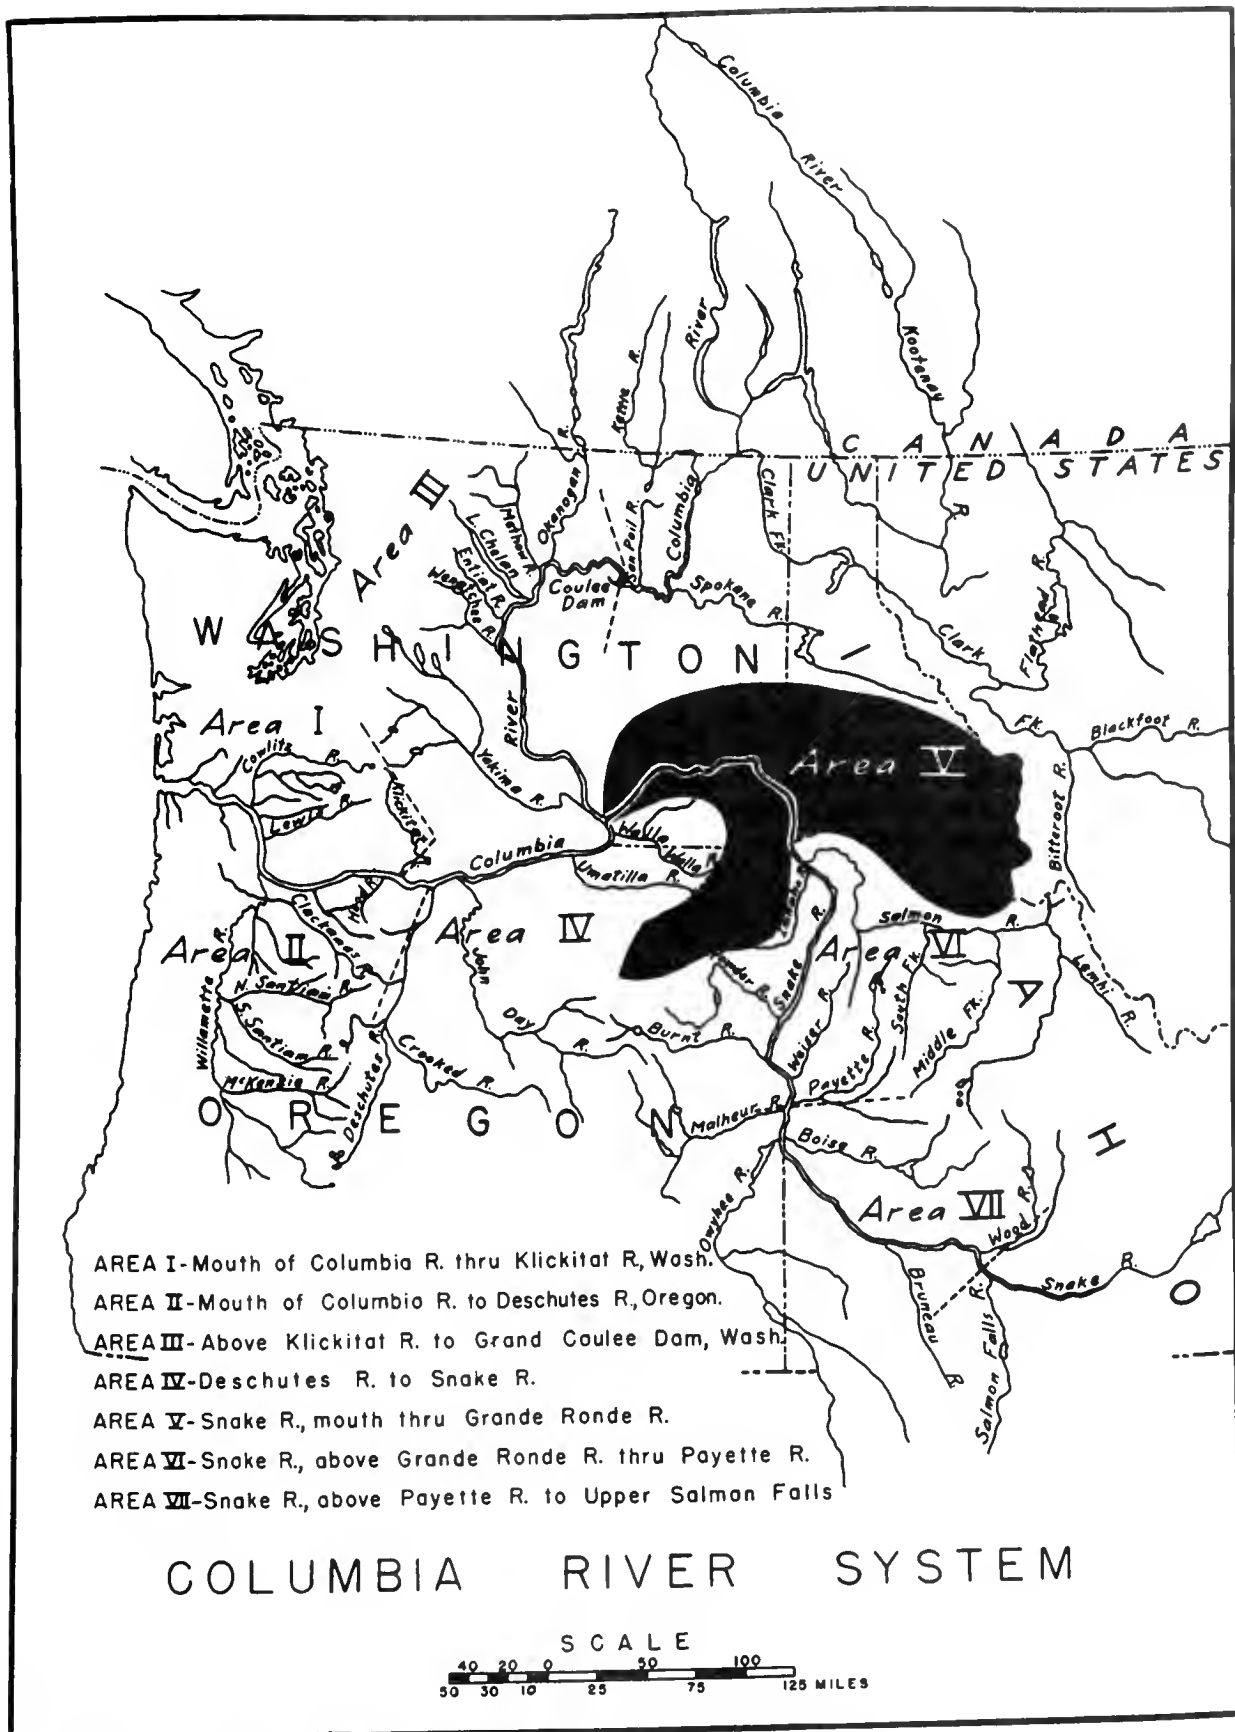 Columbia
River
Kootenay
River
Kettle R.
Okanogan R.
C A N A D A
U N I T E D S T A T E S
Area III
Methow R.
L. Chelan
Entiat R.
Wenatchee R.
Coulee
Dam
San Poil R.
Columbia
Clark Fk.
R.
Spokane R.
Clark
Fk.
Flathead R.
Blackfoot R.
Bitteroot R.
W A S H I N G T O N
I
Area I
Cowlitz R.
Lewis R.
Klickitat R.
River
Yakima R.
Columbia
Area V
Walla
Walla R.
Umatilla R.
Area II
Clackamas R.
Hood R.
Willamette R.
N. Santiam R.
S. Santiam R.
McKenzie R.
Deschutes R.
Crooked R.
Area IV
John
Day
R.
Burnt R.
Powder R.
Snake R.
Area VI
Salmon R.
South Fk.
Middle Fk.
Weiser R.
Payette R.
Lemhi R.
A
O R E G O N
Malheur R.
Boise R.
Owyhee R.
Area VII
Wood R.
H
Bruneau R.
Salmon Falls R.
Snake R.
O
AREA I-Mouth of Columbia R. thru Klickitat R., Wash.
AREA II-Mouth of Columbia R. to Deschutes R., Oregon.
AREA III-Above Klickitat R. to Grand Coulee Dam, Wash.
AREA IV-Deschutes R. to Snake R.
AREA V-Snake R., mouth thru Grande Ronde R.
AREA VI-Snake R., above Grande Ronde R. thru Payette R.
AREA VII-Snake R., above Payette R. to Upper Salmon Falls
COLUMBIA RIVER SYSTEM
SCALE
40 20 0 50 100
50 30 10 25 75 125 MILES